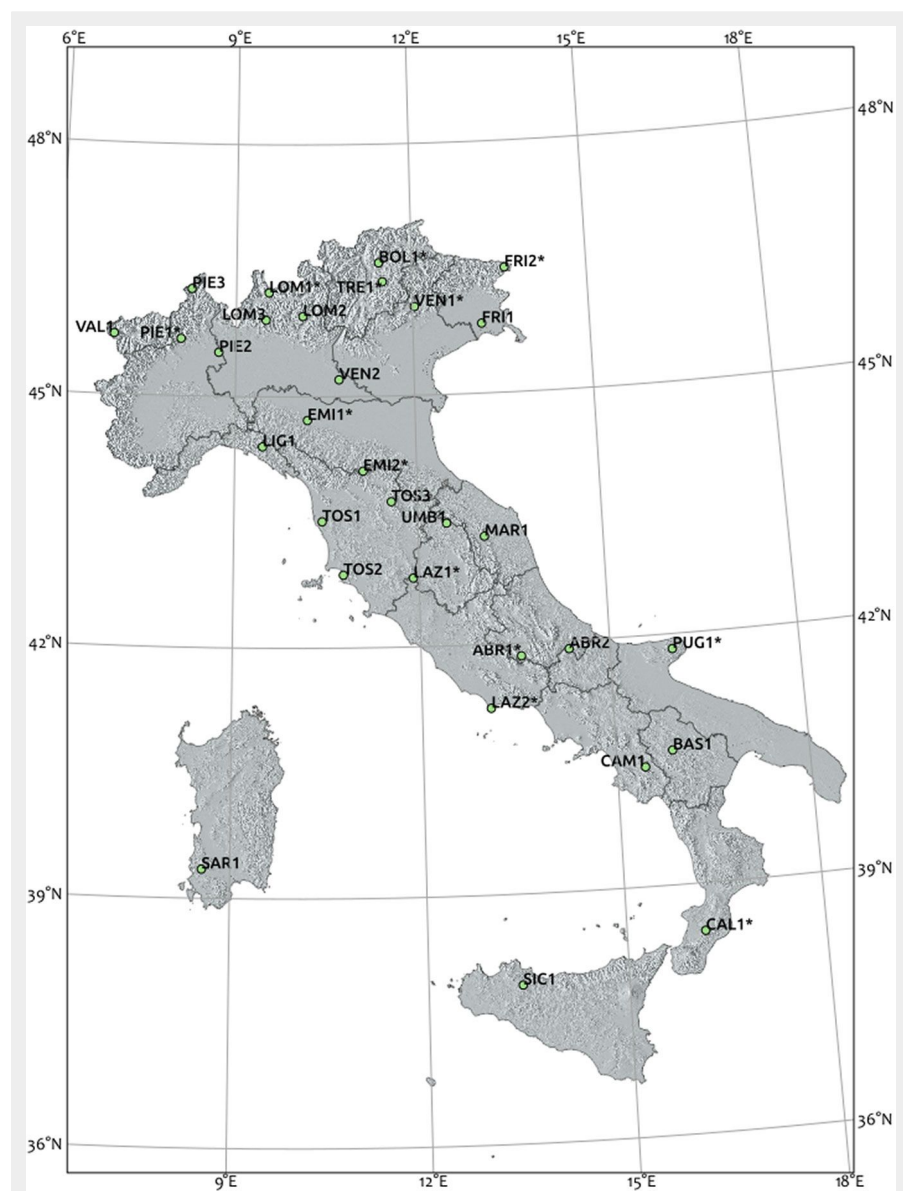 6°E 9°E 12°E 15°E 18°E
48°N
48°N
BOL1*
FRI2*
PIE3
LOM1*
TRE1*
VEN1*
LOM3
LOM2
FRI1
VAL1
PIE1*
PIE2
45°N
VEN2
45°N
EMI1*
LIG1
EMI2*
TOS3
TOS1
UMB1
MAR1
TOS2
LAZ1*
42°N
42°N
ABR1*
ABR2
PUG1*
LAZ2*
BAS1
CAM1
SAR1
39°N
39°N
CAL1*
SIC1
36°N
36°N
9°E 12°E 15°E 18°E